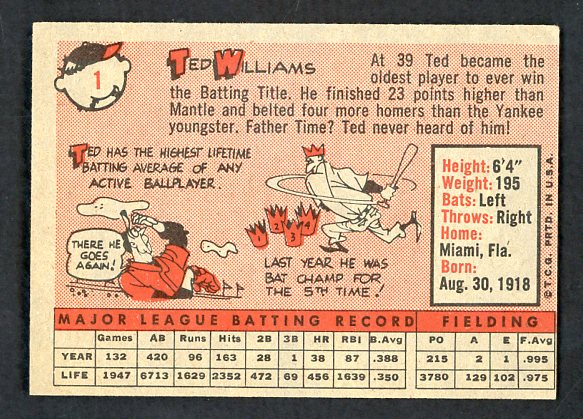 1
TED WILLIAMS
At 39 Ted became the
oldest player to ever win
the Batting Title. He finished 23 points higher than
Mantle and belted four more homers than the Yankee
youngster. Father Time? Ted never heard of him!
TED HAS THE HIGHEST LIFETIME
BATTING AVERAGE OF ANY
ACTIVE BALLPLAYER.
THERE HE
GOES
AGAIN!
1 2 3 4
LAST YEAR HE WAS
BAT CHAMP FOR
THE 5TH TIME!
Height: 6'4"
Weight: 195
Bats: Left
Throws: Right
Home:
Miami, Fla.
Born:
Aug. 30, 1918
© T.C.G. PRTD. IN U.S.A.
MAJOR LEAGUE BATTING RECORD FIELDING
Games AB Runs Hits 2B 3B HR RBI B.Avg PO A E F.Avg
YEAR 132 420 96 163 28 1 38 87 .388 215 2 1 .995
LIFE 1947 6713 1629 2352 472 69 456 1639 .350 3780 129 102 .975